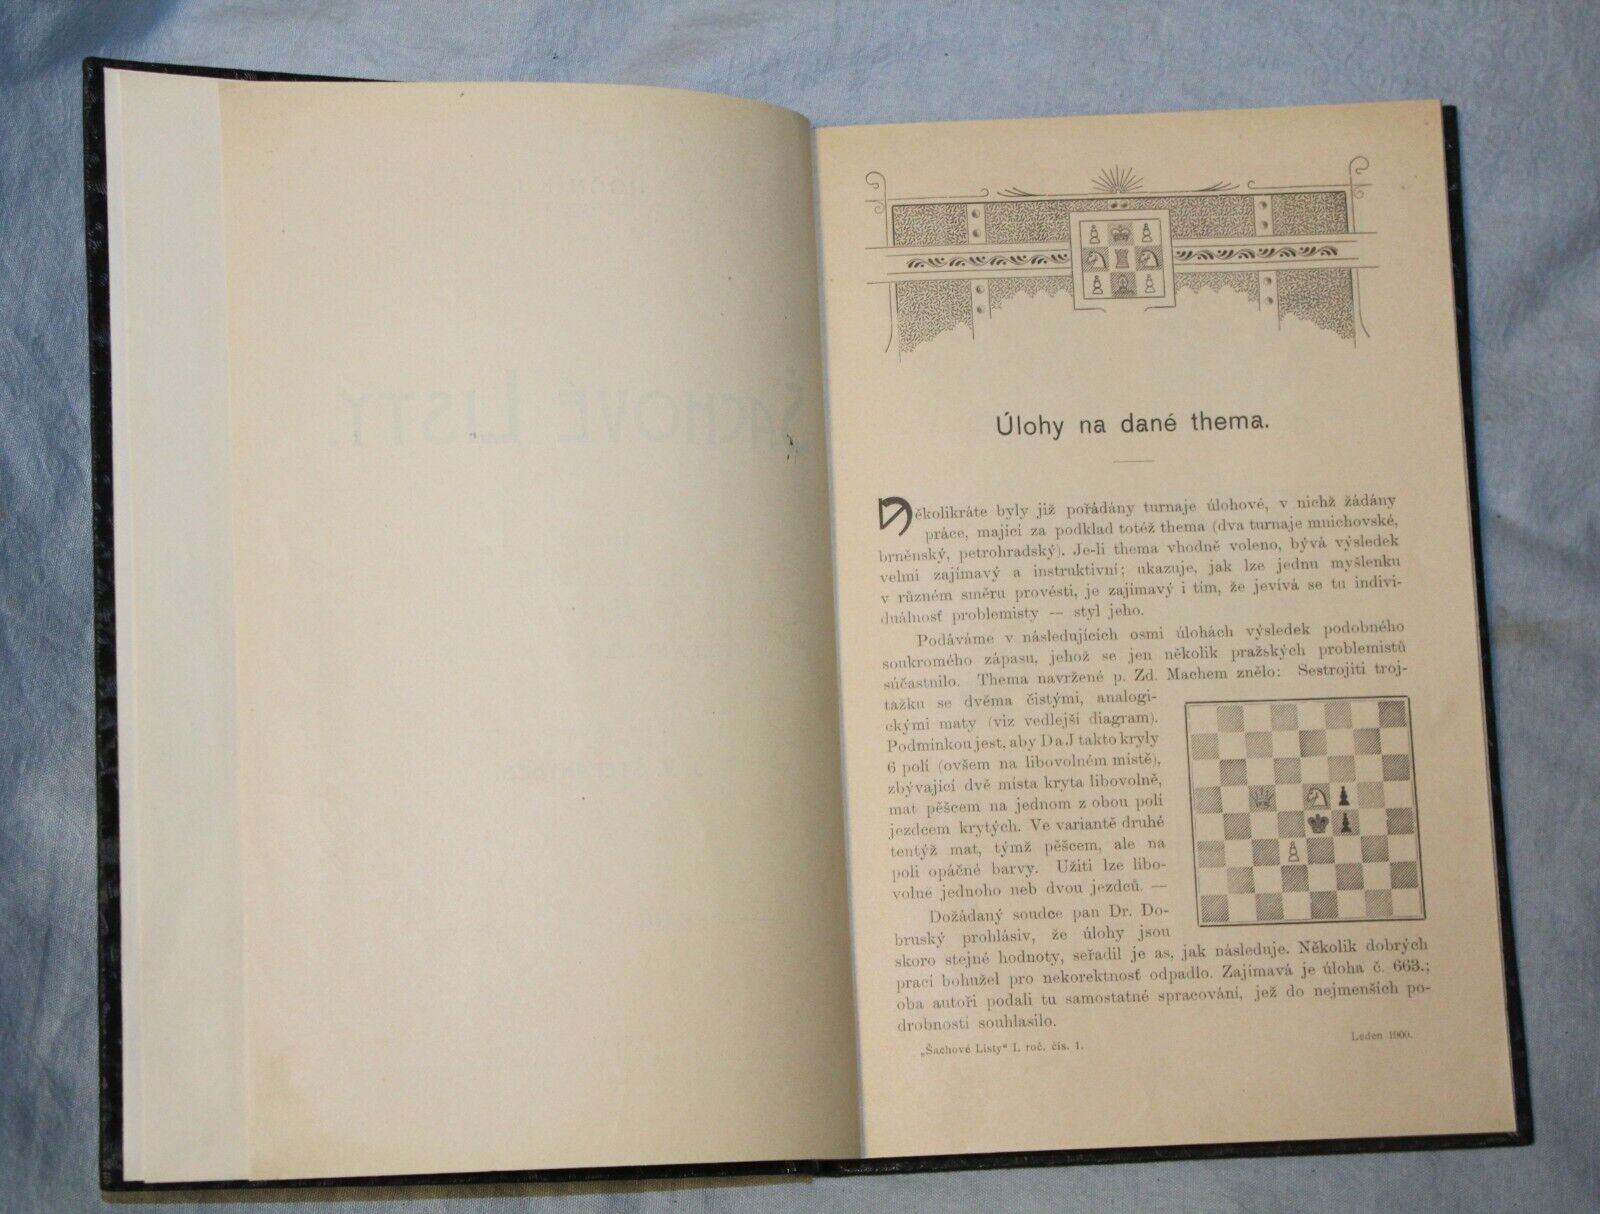 Úlohy na dané thema.
Několikráte byly již pořádány turnaje úlohové, v nichž žádány
práce, mající za podklad totéž thema (dva turnaje mnichovské,
brněnský, petrohradský). Je-li thema vhodně voleno, bývá výsledek
velmi zajímavý a instruktivní; ukazuje, jak lze jednu myšlenku
v různém směru provésti, je zajímavý i tím, že jevívá se tu indivi-
duálnosť problemisty — styl jeho.
Podáváme v následujících osmi úlohách výsledek podobného
soukromého zápasu, jehož se jen několik pražských problemistů
súčastnilo. Thema navržené p. Zd. Machem znělo: Sestrojiti troj-
tažku se dvěma čistými, analogi-
ckými maty (viz vedlejší diagram).
Podmínkou jest, aby D a J takto kryly
6 polí (ovšem na libovolném místě),
zbývající dvě místa kryta libovolně,
mat pěšcem na jednom z obou polí
jezdcem krytých. Ve variantě druhé
tentýž mat, týmž pěšcem, ale na
poli opáčné barvy. Užiti lze libo-
volně jednoho neb dvou jezdců. —
Dožádaný soudce pan Dr. Do-
bruský prohlásiv, že úlohy jsou
skoro stejné hodnoty, seřadil je as, jak následuje. Několik dobrých
prací bohužel pro nekorektnosť odpadlo. Zajímavá je úloha č. 663.;
oba autoři podali tu samostatné spracování, jež do nejmenších po-
drobností souhlasilo.
„Šachové Listy“ I. roč. čís. 1.
Leden 1900.
ŠACHOVÉ LISTY